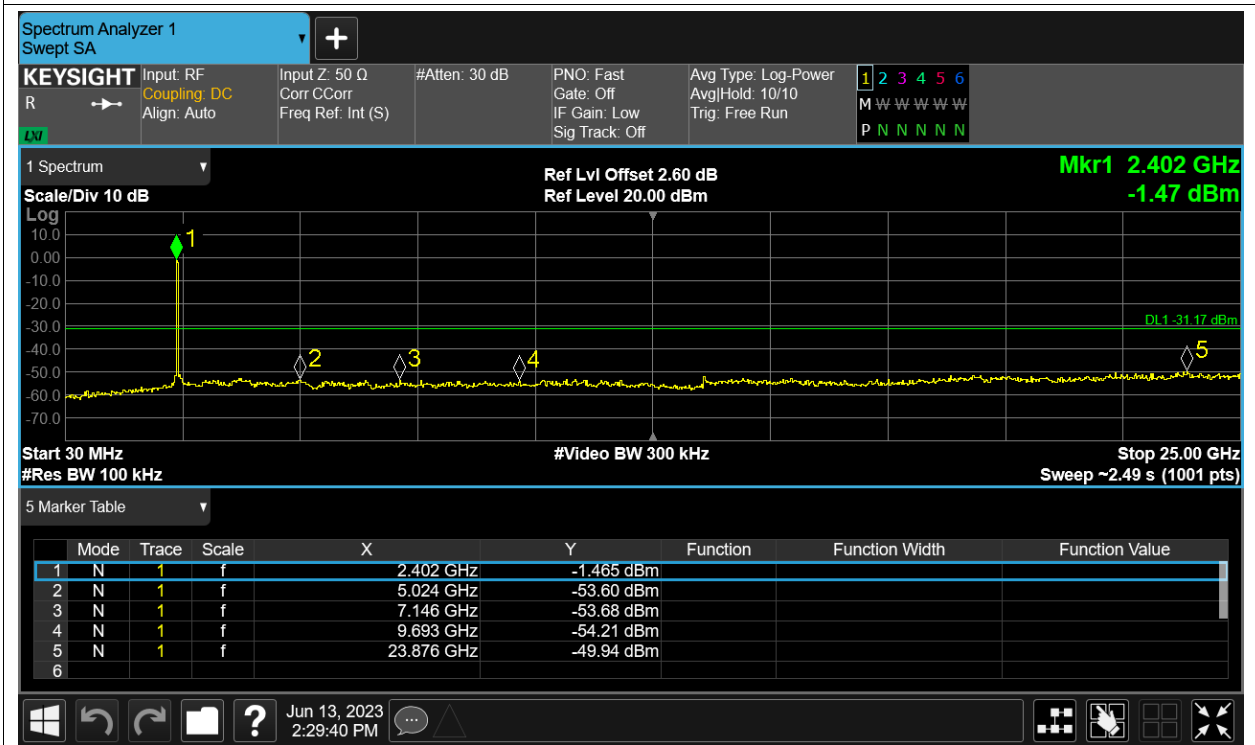 Spectrum Analyzer 1
Swept SA
KEYSIGHT Input: RF Input Z: 50 Ω #Atten: 30 dB PNO: Fast Avg Type: Log-Power 1 2 3 4 5 6
R Coupling: DC Corr CCorr Gate: Off Avg|Hold: 10/10 M W W W W W W
Align: Auto Freq Ref: Int (S) IF Gain: Low Trig: Free Run
LXI Sig Track: Off P N N N N N N
1 Spectrum Ref Lvl Offset 2.60 dB Mkr1 2.402 GHz
Scale/Div 10 dB Ref Level 20.00 dBm -1.47 dBm
Log
10.0
1
0.00
-10.0
-20.0
DL1 -31.17 dBm
-30.0
-40.0
2 3 4 5
-50.0
-60.0
-70.0
Start 30 MHz #Video BW 300 kHz Stop 25.00 GHz
#Res BW 100 kHz Sweep ~2.49 s (1001 pts)
5 Marker Table
Mode Trace Scale X Y Function Function Width Function Value
1 N 1 f 2.402 GHz -1.465 dBm
2 N 1 f 5.024 GHz -53.60 dBm
3 N 1 f 7.146 GHz -53.68 dBm
4 N 1 f 9.693 GHz -54.21 dBm
5 N 1 f 23.876 GHz -49.94 dBm
6
? Jun 13, 2023
2:29:40 PM